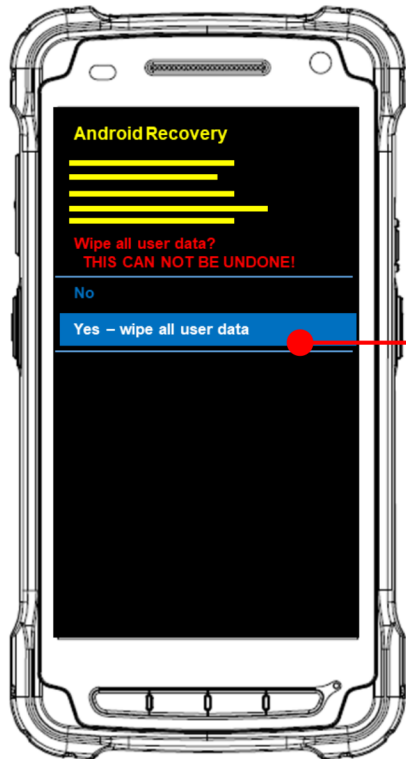 Android Recovery
Wipe all user data?
THIS CAN NOT BE UNDONE!
No
Yes – wipe all user data